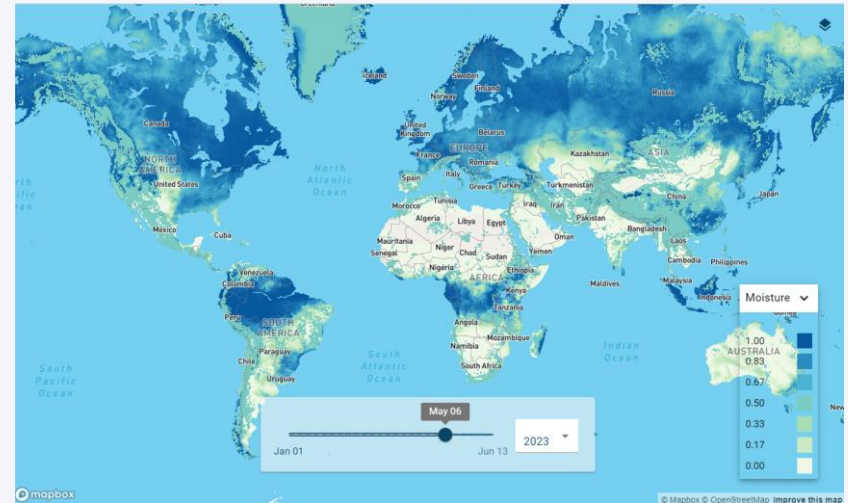 Greenland
Iceland
Sweden
Finland
Norway
Russia
Canada
United
Kingdom
Belarus
EUROPE
France
Romania
Kazakhstan
ASIA
NORTH
AMERICA
North
Atlantic
Ocean
Spain
Italy
Greece
Turkey
Turkmenistan
United States
China
Japan
Morocco
Tunisia
Iraq
Iran
Algeria
Libya
Egypt
Pakistan
Mexico
Cuba
Bangladesh
Mauritania
Niger
Chad
Sudan
Oman
Yemen
Laos
Senegal
Nigeria
Ethiopia
Cambodia
Philippines
AFRICA
Venezuela
Colombia
Kenya
Maldives
Malaysia
Indonesia
Tanzania
Peru
SOUTH
AMERICA
Angola
Mozambique
Namibia
Paraguay
Chile
South
Atlantic
Ocean
Indian
Ocean
South Africa
Uruguay
South
Pacific
Ocean
AUSTRALIA
New
Moisture
%
1.00
0.83
0.67
0.50
0.33
0.17
0.00
May 06
Jan 01
Jun 13
2023
mapbox
© Mapbox © OpenStreetMap Improve this map